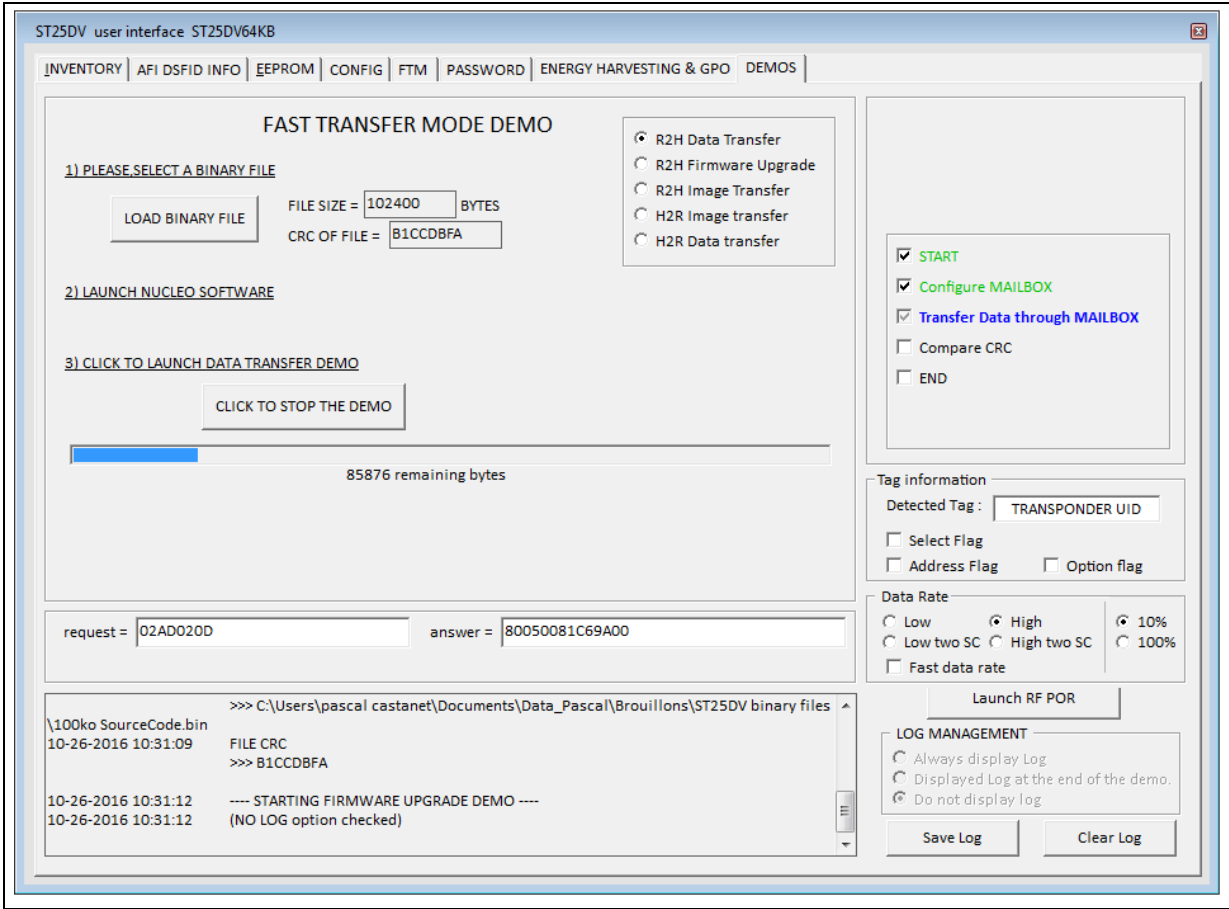 ST25DV user interface ST25DV64KB
INVENTORY AFI DSFID INFO EEPROM CONFIG FTM PASSWORD ENERGY HARVESTING & GPO DEMOS
FAST TRANSFER MODE DEMO
1) PLEASE,SELECT A BINARY FILE
LOAD BINARY FILE
FILE SIZE = 102400 BYTES
CRC OF FILE = B1CCDBFA
R2H Data Transfer
R2H Firmware Upgrade
R2H Image Transfer
H2R Image transfer
H2R Data transfer
2) LAUNCH NUCLEO SOFTWARE
3) CLICK TO LAUNCH DATA TRANSFER DEMO
CLICK TO STOP THE DEMO
85876 remaining bytes
START
Configure MAILBOX
Transfer Data through MAILBOX
Compare CRC
END
Tag information
Detected Tag : TRANSPONDER UID
Select Flag
Address Flag Option flag
request = 02AD020D answer = 80050081C69A00
Data Rate
Low High 10%
Low two SC High two SC 100%
Fast data rate
Launch RF POR
>>> C:\Users\pascal castanet\Documents\Data_Pascal\Brouillons\ST25DV binary files
\100ko SourceCode.bin
10-26-2016 10:31:09 FILE CRC
>>> B1CCDBFA
10-26-2016 10:31:12 ---- STARTING FIRMWARE UPGRADE DEMO ----
10-26-2016 10:31:12 (NO LOG option checked)
LOG MANAGEMENT
Always display Log
Displayed Log at the end of the demo.
Do not display log
Save Log Clear Log